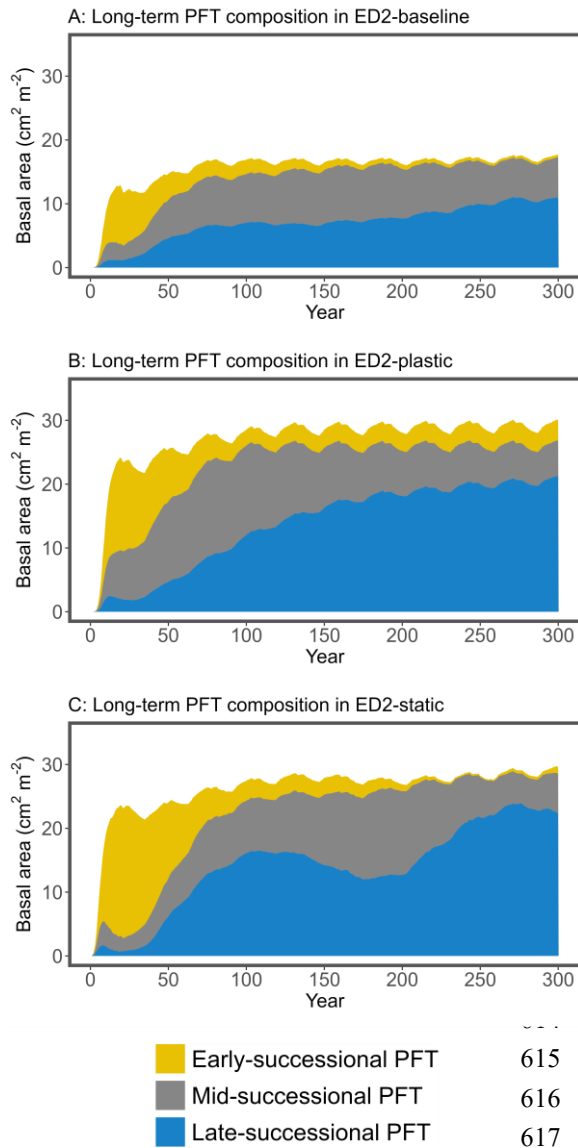 A: Long-term PFT composition in ED2-baseline
Basal area (cm² m⁻²)
30
20
10
0
0 50 100 150 200 250 300
Year
B: Long-term PFT composition in ED2-plastic
Basal area (cm² m⁻²)
30
20
10
0
0 50 100 150 200 250 300
Year
C: Long-term PFT composition in ED2-static
Basal area (cm² m⁻²)
30
20
10
0
0 50 100 150 200 250 300
Year
Early-successional PFT 615
Mid-successional PFT 616
Late-successional PFT 617